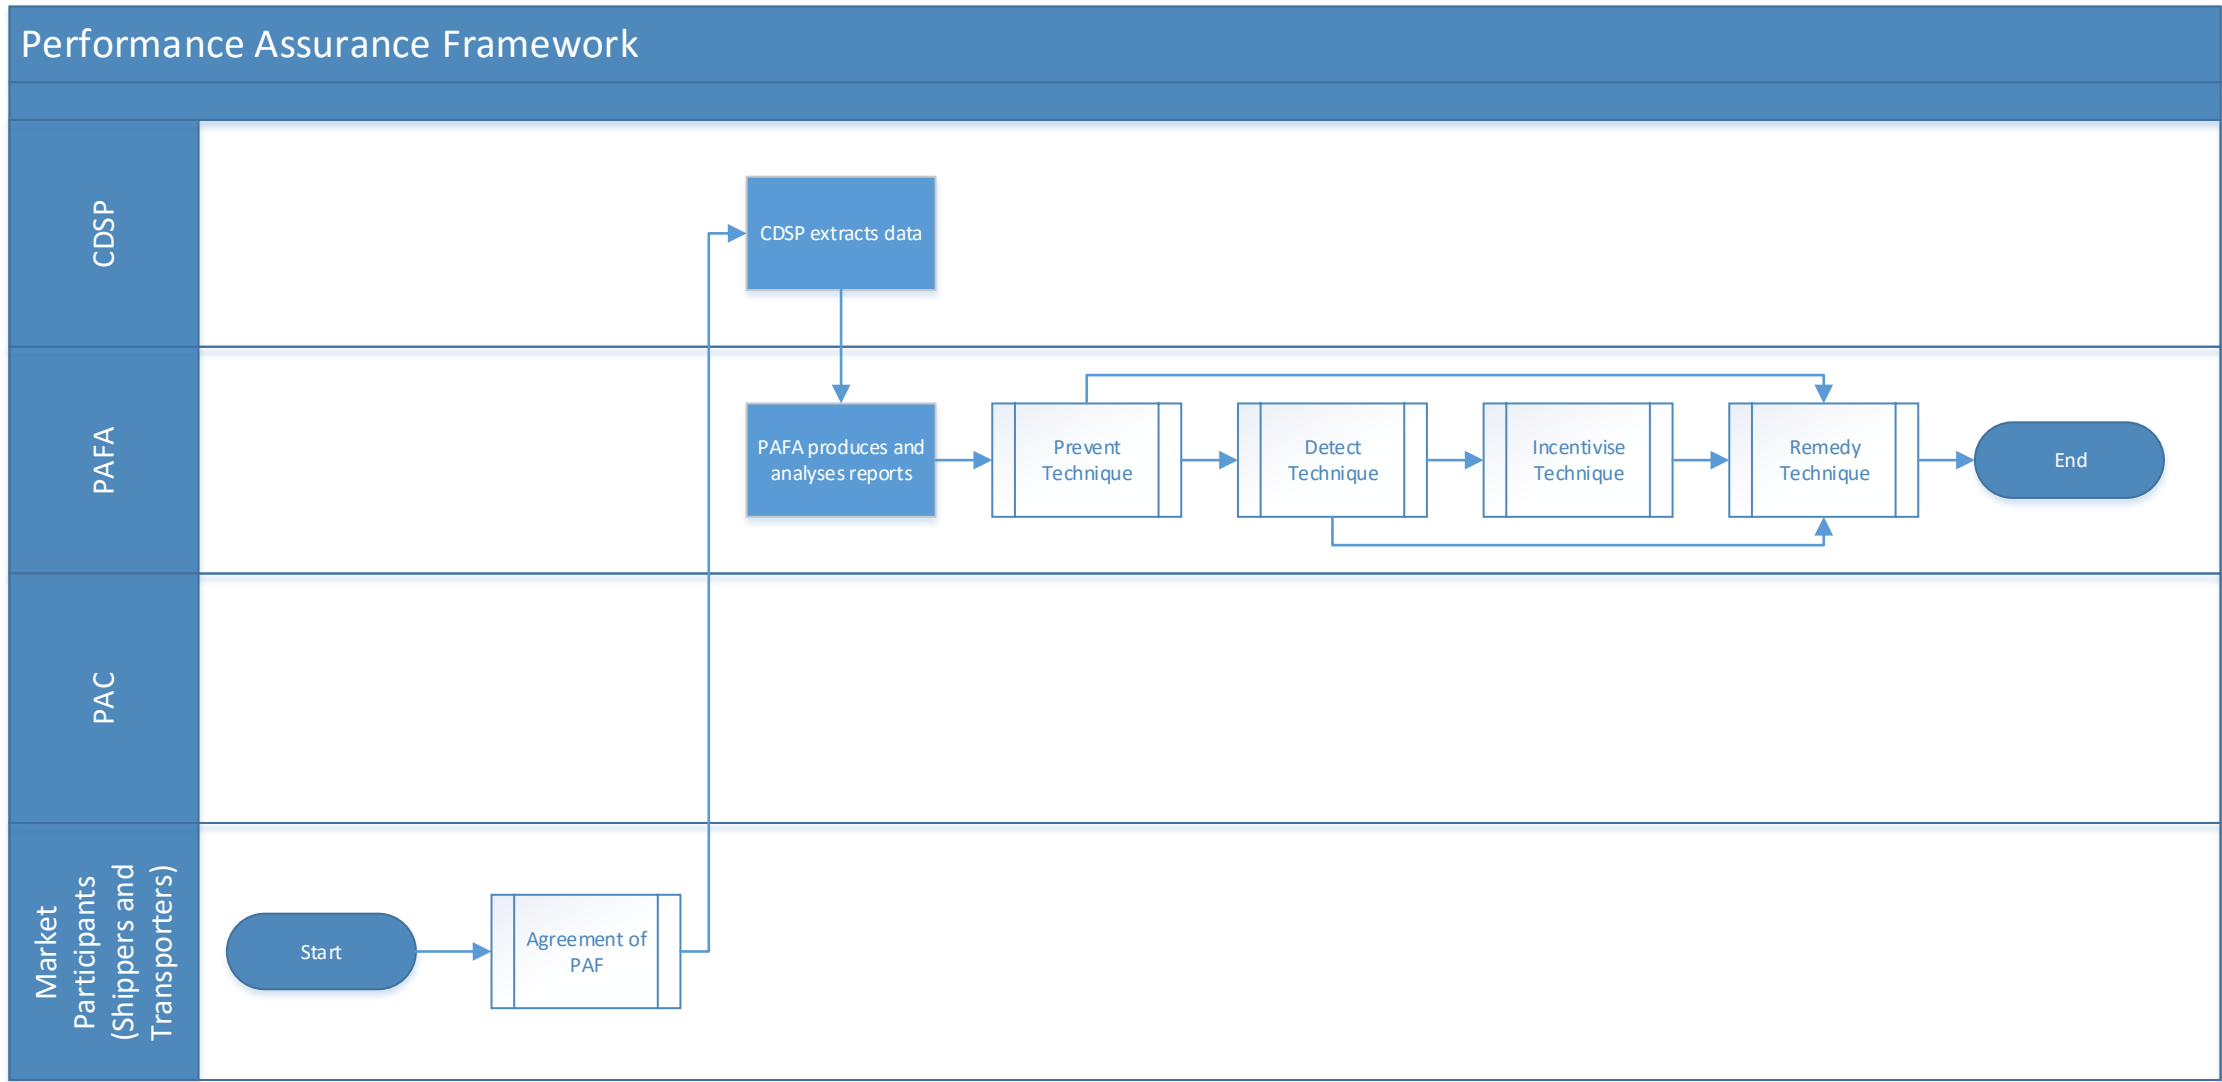 Performance Assurance Framework
CDSP
CDSP extracts data
PAFA
PAFA produces and
analyses reports
Prevent
Technique
Detect
Technique
Incentivise
Technique
Remedy
Technique
End
PAC
Market
Participants
(Shippers and
Transporters)
Start
Agreement of
PAF